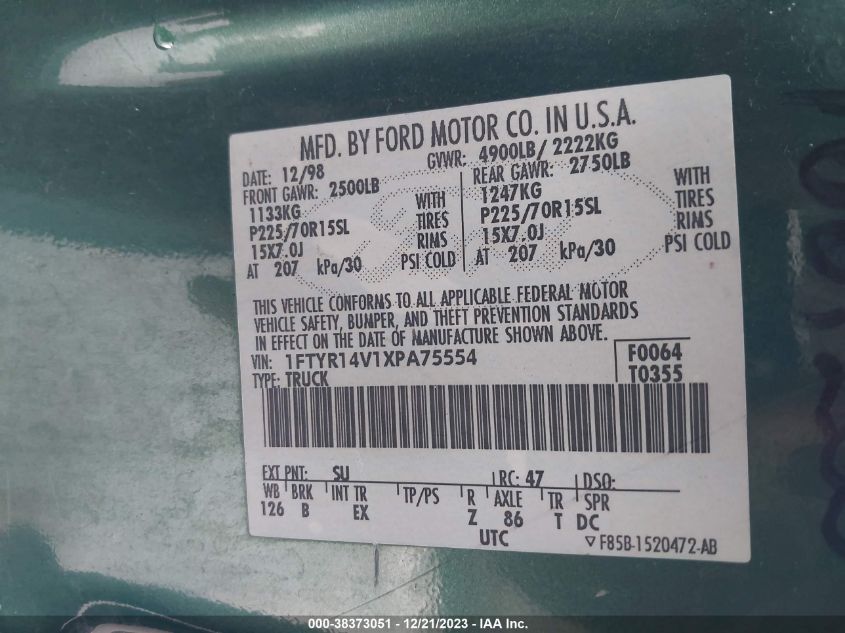 MFD. BY FORD MOTOR CO. IN U.S.A.
DATE: 12/98 GVWR: 4900LB/ 2222KG
FRONT GAWR: 2500LB REAR GAWR: 2750LB
1133KG WITH 1247KG WITH
P225/70R15SL TIRES P225/70R15SL TIRES
15X7.0J RIMS 15X7.0J RIMS
AT 207 kPa/30 PSI COLD AT 207 kPa/30 PSI COLD
THIS VEHICLE CONFORMS TO ALL APPLICABLE FEDERAL MOTOR
VEHICLE SAFETY, BUMPER, AND THEFT PREVENTION STANDARDS
IN EFFECT ON THE DATE OF MANUFACTURE SHOWN ABOVE.
VIN: 1FTYR14V1XPA75554 F0064
TYPE: TRUCK T0355
EXT PNT: SU RC: 47 DSO:
WB BRK INT TR TP/PS R AXLE TR SPR
126 B EX Z 86 T DC
UTC ▽F85B-1520472-AB
000-38373051 - 12/21/2023 - IAA Inc.